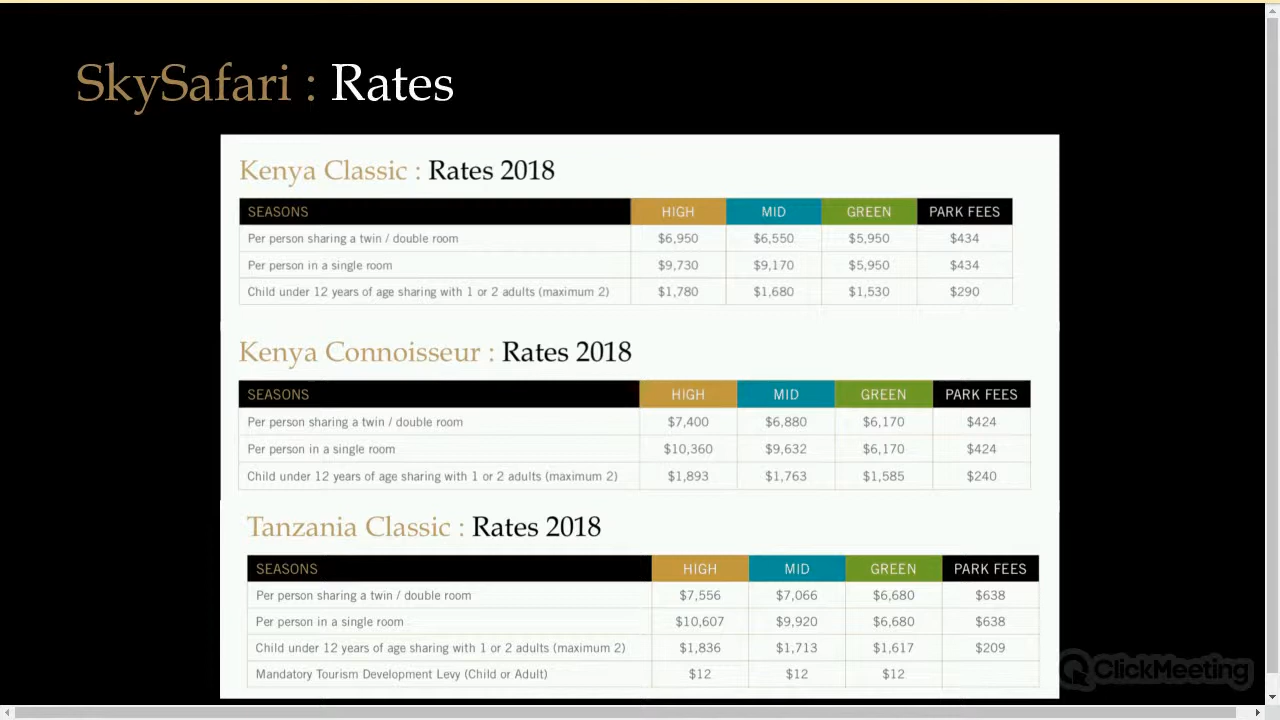 SkySafari : Rates
Kenya Classic : Rates 2018
SEASONS HIGH MID GREEN PARK FEES
Per person sharing a twin / double room $6,950 $6,550 $5,950 $434
Per person in a single room $9,730 $9,170 $5,950 $434
Child under 12 years of age sharing with 1 or 2 adults (maximum 2) $1,780 $1,680 $1,530 $290
Kenya Connoisseur : Rates 2018
SEASONS HIGH MID GREEN PARK FEES
Per person sharing a twin / double room $7,400 $6,880 $6,170 $424
Per person in a single room $10,360 $9,632 $6,170 $424
Child under 12 years of age sharing with 1 or 2 adults (maximum 2) $1,893 $1,763 $1,585 $240
Tanzania Classic : Rates 2018
SEASONS HIGH MID GREEN PARK FEES
Per person sharing a twin / double room $7,556 $7,066 $6,680 $638
Per person in a single room $10,607 $9,920 $6,680 $638
Child under 12 years of age sharing with 1 or 2 adults (maximum 2) $1,836 $1,713 $1,617 $209
Mandatory Tourism Development Levy (Child or Adult) $12 $12 $12
ClickMeeting